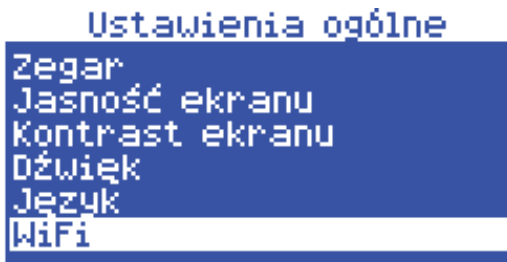 Ustawienia ogólne
Zegar
Jasność ekranu
Kontrast ekranu
Dźwięk
Język
WiFi